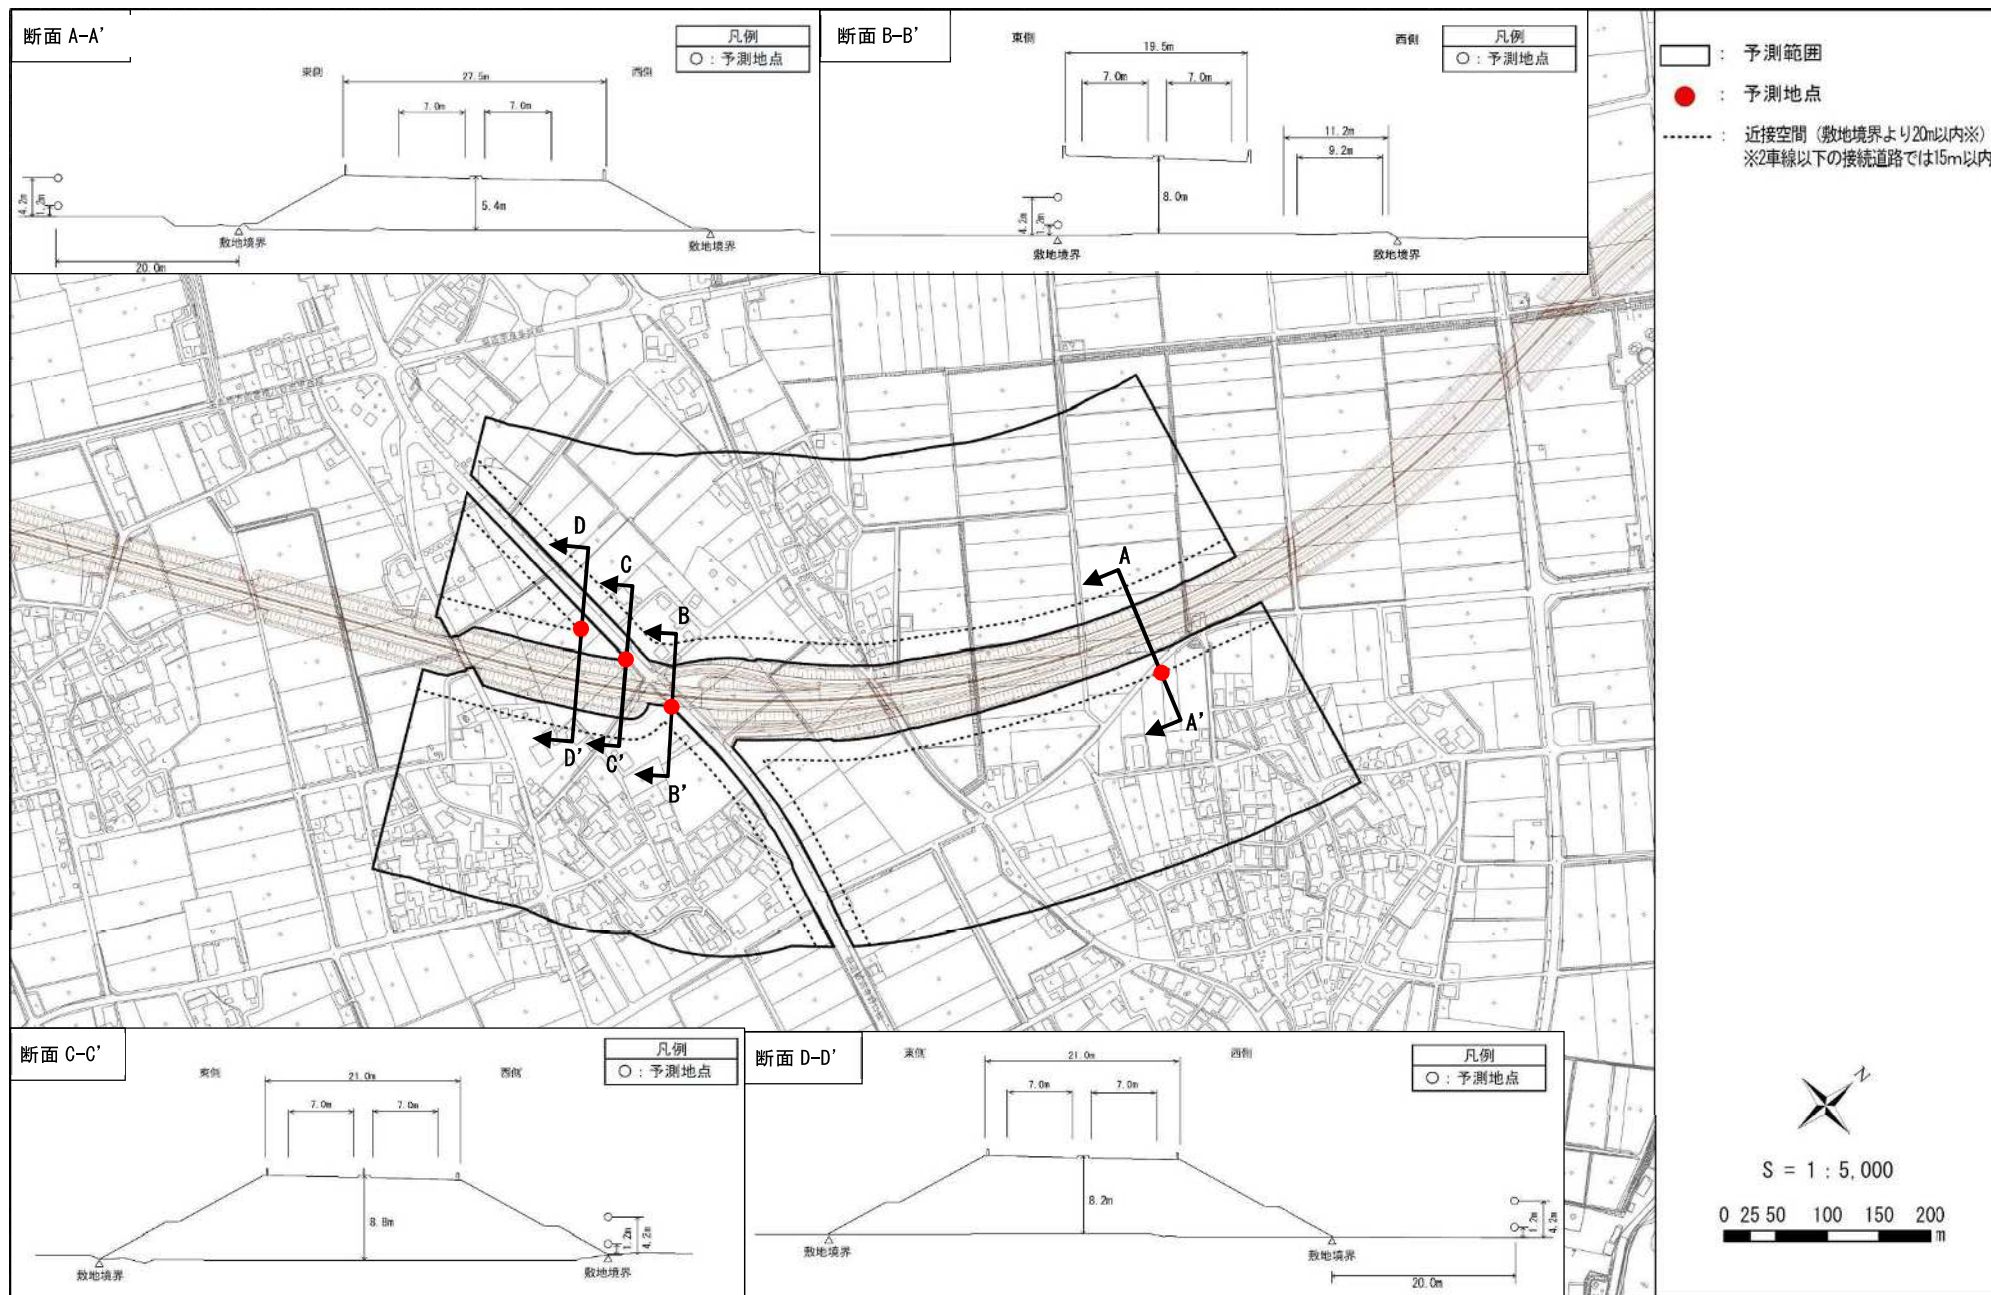 断面 A-A'
凡例
○：予測地点
東側
西側
27.5m
7.0m
7.0m
4.2m
1.2m
5.4m
敷地境界
敷地境界
20.0m
断面 B-B'
凡例
○：予測地点
東側
西側
19.5m
7.0m
7.0m
11.2m
9.2m
4.2m
1.2m
8.0m
敷地境界
敷地境界
： 予測範囲
： 予測地点
： 近接空間（敷地境界より20m以内※）
※2車線以下の接続道路では15m以内
D
C
B
A
D'
C'
B'
A'
断面 C-C'
凡例
○：予測地点
東側
西側
21.0m
7.0m
7.0m
8.8m
1.2m
4.2m
敷地境界
敷地境界
断面 D-D'
凡例
○：予測地点
東側
西側
21.0m
7.0m
7.0m
8.2m
1.2m
4.2m
敷地境界
敷地境界
20.0m
N
S = 1 : 5,000
0 25 50 100 150 200
m